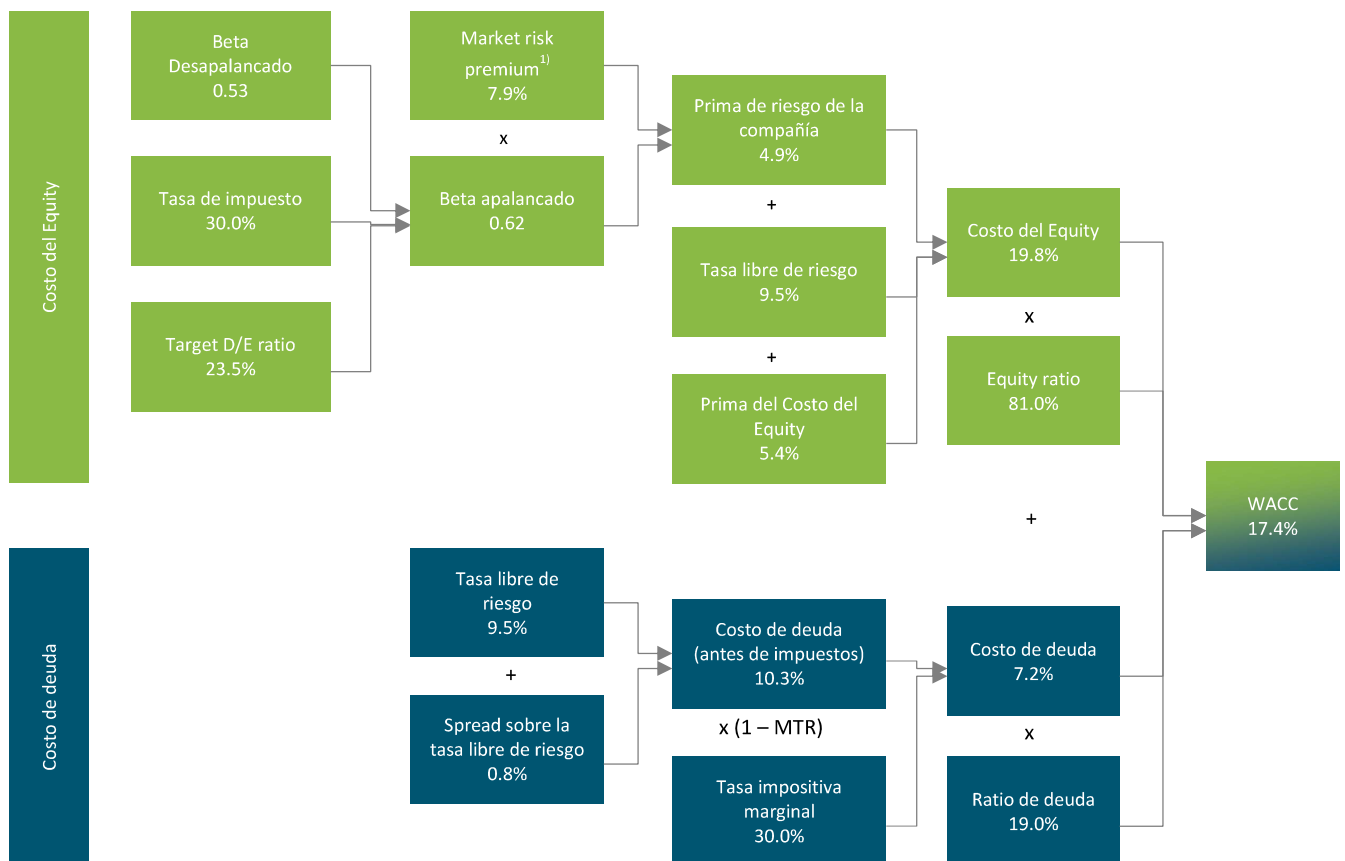 Costo del Equity
Beta
Desapalancado
0.53
Tasa de impuesto
30.0%
Target D/E ratio
23.5%
Market risk
premium1)
7.9%
x
Beta apalancado
0.62
Prima de riesgo de la
compañía
4.9%
+
Tasa libre de riesgo
9.5%
+
Prima del Costo del
Equity
5.4%
Costo del Equity
19.8%
x
Equity ratio
81.0%
+
WACC
17.4%
Costo de deuda
Tasa libre de
riesgo
9.5%
+
Spread sobre la
tasa libre de riesgo
0.8%
Costo de deuda
(antes de impuestos)
10.3%
x (1 – MTR)
Tasa impositiva
marginal
30.0%
Costo de deuda
7.2%
x
Ratio de deuda
19.0%